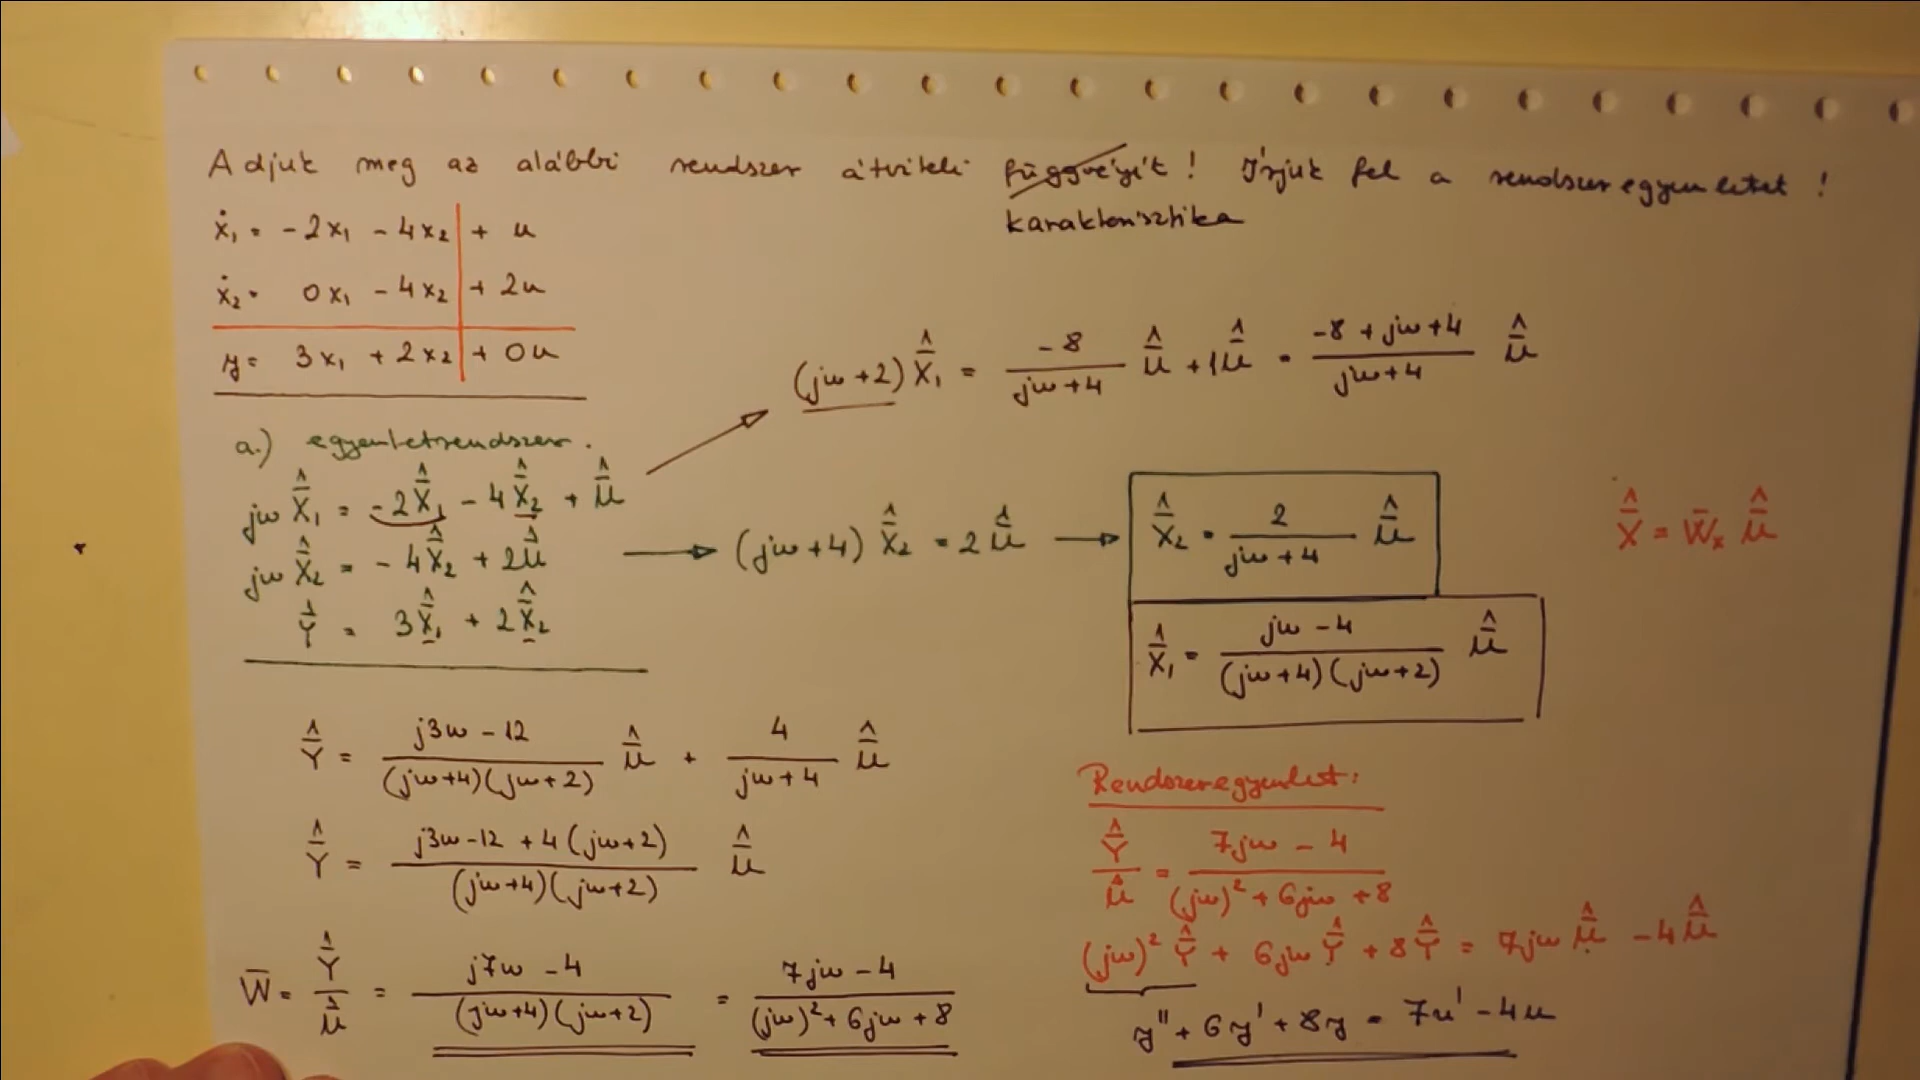 Adjuk meg az alábbi rendszer átviteli függvényét! Írjuk fel a rendszeregyenletet!
karakterisztika
ẋ₁ = -2x₁ - 4x₂ + u
ẋ₂ = 0x₁ - 4x₂ + 2u
y = 3x₁ + 2x₂ + 0u
(jω+2) X̂̅₁ = -8/(jω+4) Û̅ + 1Û̅ = (-8 + jω + 4)/(jω+4) Û̅
a.) egyenletrendszer.
jω X̂̅₁ = -2X̂̅₁ - 4X̂̅₂ + Û̅
jω X̂̅₂ = -4X̂̅₂ + 2Û̅
Ŷ̅ = 3X̂̅₁ + 2X̂̅₂
(jω+4) X̂̅₂ = 2Û̅
X̂̅₂ = 2/(jω+4) Û̅
X̂̅₁ = (jω-4)/((jω+4)(jω+2)) Û̅
X̂̅ = W̅ₓ Û̅
Ŷ̅ = (j3ω - 12)/((jω+4)(jω+2)) Û̅ + 4/(jω+4) Û̅
Ŷ̅ = (j3ω-12 + 4(jω+2))/((jω+4)(jω+2)) Û̅
W̅ = Ŷ̅/Û̅ = (j7ω - 4)/((jω+4)(jω+2)) = (7jω - 4)/((jω)² + 6jω + 8)
Rendszeregyenlet:
Ŷ̅/Û̅ = (7jω - 4)/((jω)² + 6jω + 8)
(jω)² Ŷ̅ + 6jω Ŷ̅ + 8Ŷ̅ = 7jω Û̅ - 4Û̅
y'' + 6y' + 8y = 7u' - 4u